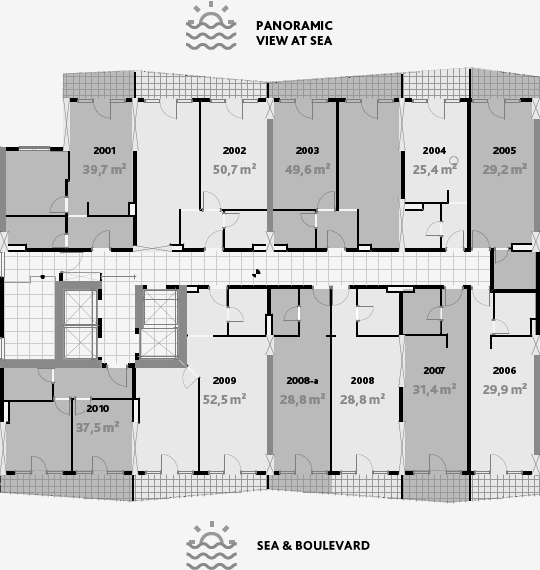 PANORAMIC
VIEW AT SEA
2001
39,7 m²
2002
50,7 m²
2003
49,6 m²
2004
25,4 m²
2005
29,2 m²
2009
52,5 m²
2008-a
28,8 m²
2008
28,8 m²
2007
31,4 m²
2006
29,9 m²
2010
37,5 m²
SEA & BOULEVARD